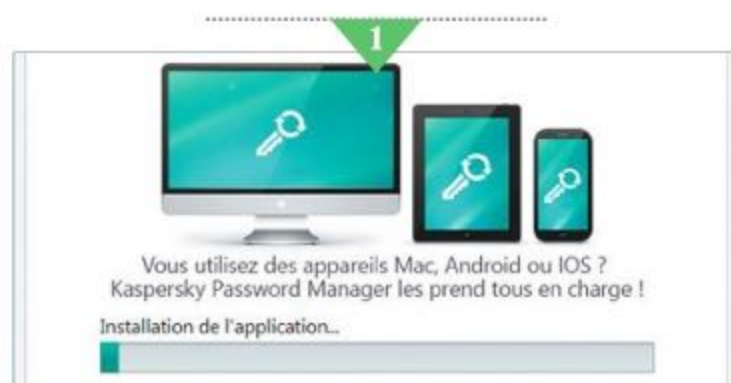 1
Vous utilisez des appareils Mac, Android ou IOS ?
Kaspersky Password Manager les prend tous en charge !
Installation de l'application...